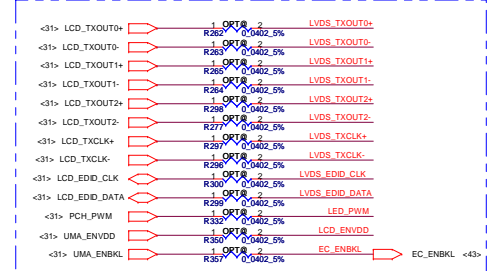 <31> LCD_TXOUT0+ 1 OPT@ 2 LVDS_TXOUT0+
R262 0_0402_5%
<31> LCD_TXOUT0- 1 OPT@ 2 LVDS_TXOUT0-
R263 0_0402_5%
<31> LCD_TXOUT1+ 1 OPT@ 2 LVDS_TXOUT1+
R265 0_0402_5%
<31> LCD_TXOUT1- 1 OPT@ 2 LVDS_TXOUT1-
R264 0_0402_5%
<31> LCD_TXOUT2+ 1 OPT@ 2 LVDS_TXOUT2+
R298 0_0402_5%
<31> LCD_TXOUT2- 1 OPT@ 2 LVDS_TXOUT2-
R277 0_0402_5%
<31> LCD_TXCLK+ 1 OPT@ 2 LVDS_TXCLK+
R297 0_0402_5%
<31> LCD_TXCLK- 1 OPT@ 2 LVDS_TXCLK-
R296 0_0402_5%
<31> LCD_EDID_CLK 1 OPT@ 2 LVDS_EDID_CLK
R300 0_0402_5%
<31> LCD_EDID_DATA 1 OPT@ 2 LVDS_EDID_DATA
R299 0_0402_5%
<31> PCH_PWM 1 OPT@ 2 LED_PWM
R332 0_0402_5%
<31> UMA_ENVDD 1 OPT@ 2 LCD_ENVDD
R350 0_0402_5%
<31> UMA_ENBKL 1 OPT@ 2 EC_ENBKL EC_ENBKL <43>
R357 0_0402_5%